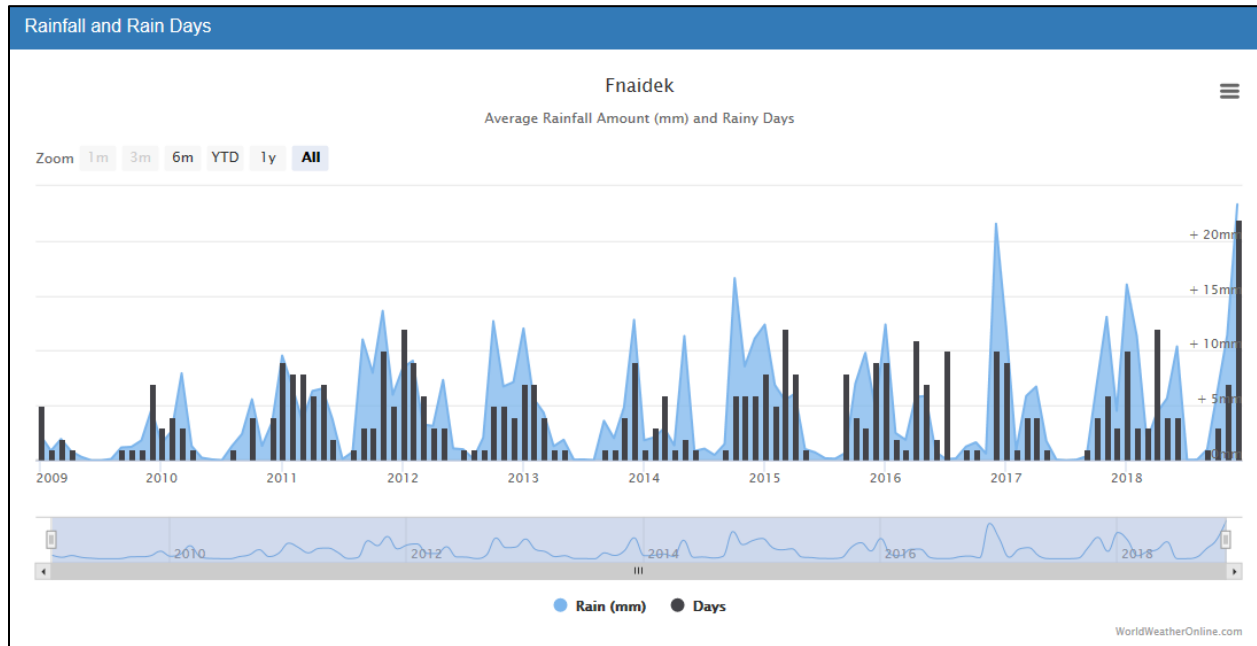 Rainfall and Rain Days
Fnaidek
Average Rainfall Amount (mm) and Rainy Days
Zoom 1m 3m 6m YTD 1y All
+ 20mm
+ 15mm
+ 10mm
+ 5mm
0mm
2009 2010 2011 2012 2013 2014 2015 2016 2017 2018
2010 2012 2014 2016 2018
Rain (mm) Days
WorldWeatherOnline.com